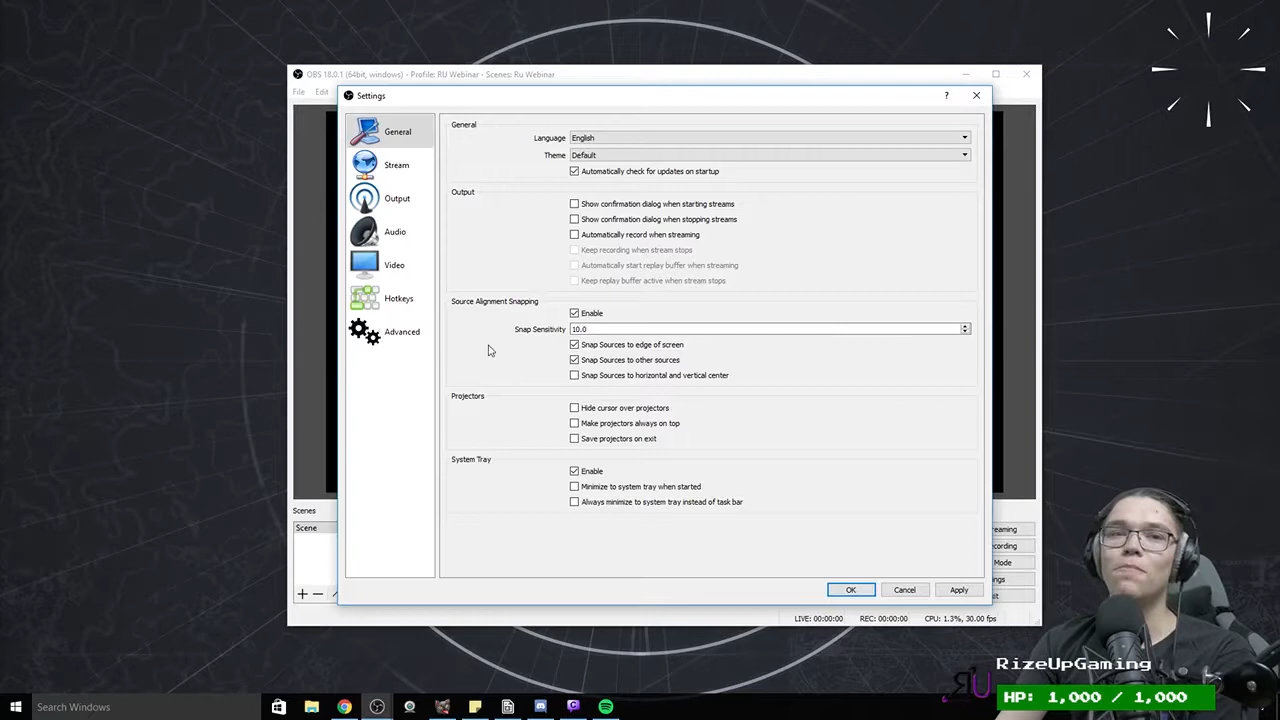 OBS 18.0.1 (64bit, windows) - Profile: RU Webinar - Scenes: Ru Webinar
File Edit
Settings
?
General
Stream
Output
Audio
Video
Hotkeys
Advanced
General
Language English
Theme Default
Automatically check for updates on startup
Output
Show confirmation dialog when starting streams
Show confirmation dialog when stopping streams
Automatically record when streaming
Keep recording when stream stops
Automatically start replay buffer when streaming
Keep replay buffer active when stream stops
Source Alignment Snapping
Enable
Snap Sensitivity 10.0
Snap Sources to edge of screen
Snap Sources to other sources
Snap Sources to horizontal and vertical center
Projectors
Hide cursor over projectors
Make projectors always on top
Save projectors on exit
System Tray
Enable
Minimize to system tray when started
Always minimize to system tray instead of task bar
OK Cancel Apply
Scenes
Scene
eaming
cording
Mode
ngs
it
LIVE: 00:00:00 REC: 00:00:00 CPU: 1.3%, 30.00 fps
RizeUpGaming
RU
HP: 1,000 / 1,000
Search Windows